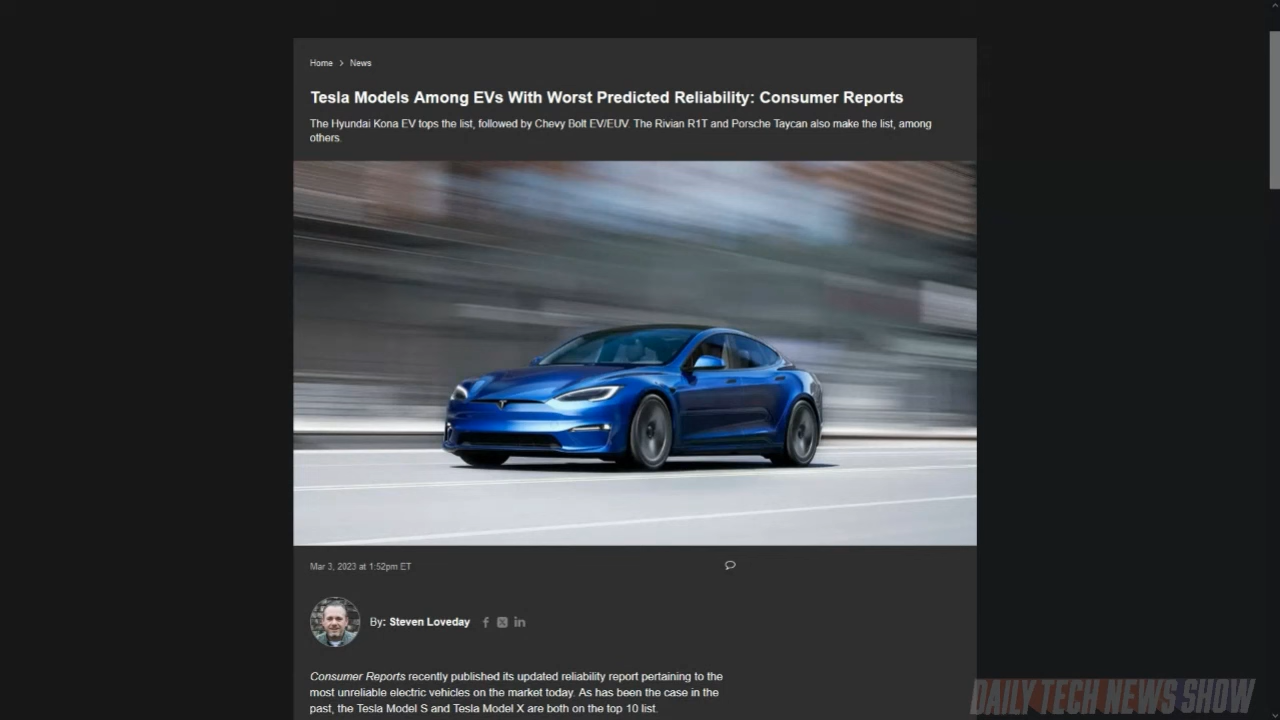 Home > News
Tesla Models Among EVs With Worst Predicted Reliability: Consumer Reports
The Hyundai Kona EV tops the list, followed by Chevy Bolt EV/EUV. The Rivian R1T and Porsche Taycan also make the list, among
others.
Mar 3, 2023 at 1:52pm ET
By: Steven Loveday
Consumer Reports recently published its updated reliability report pertaining to the
most unreliable electric vehicles on the market today. As has been the case in the
past, the Tesla Model S and Tesla Model X are both on the top 10 list.
DAILY TECH NEWS SHOW